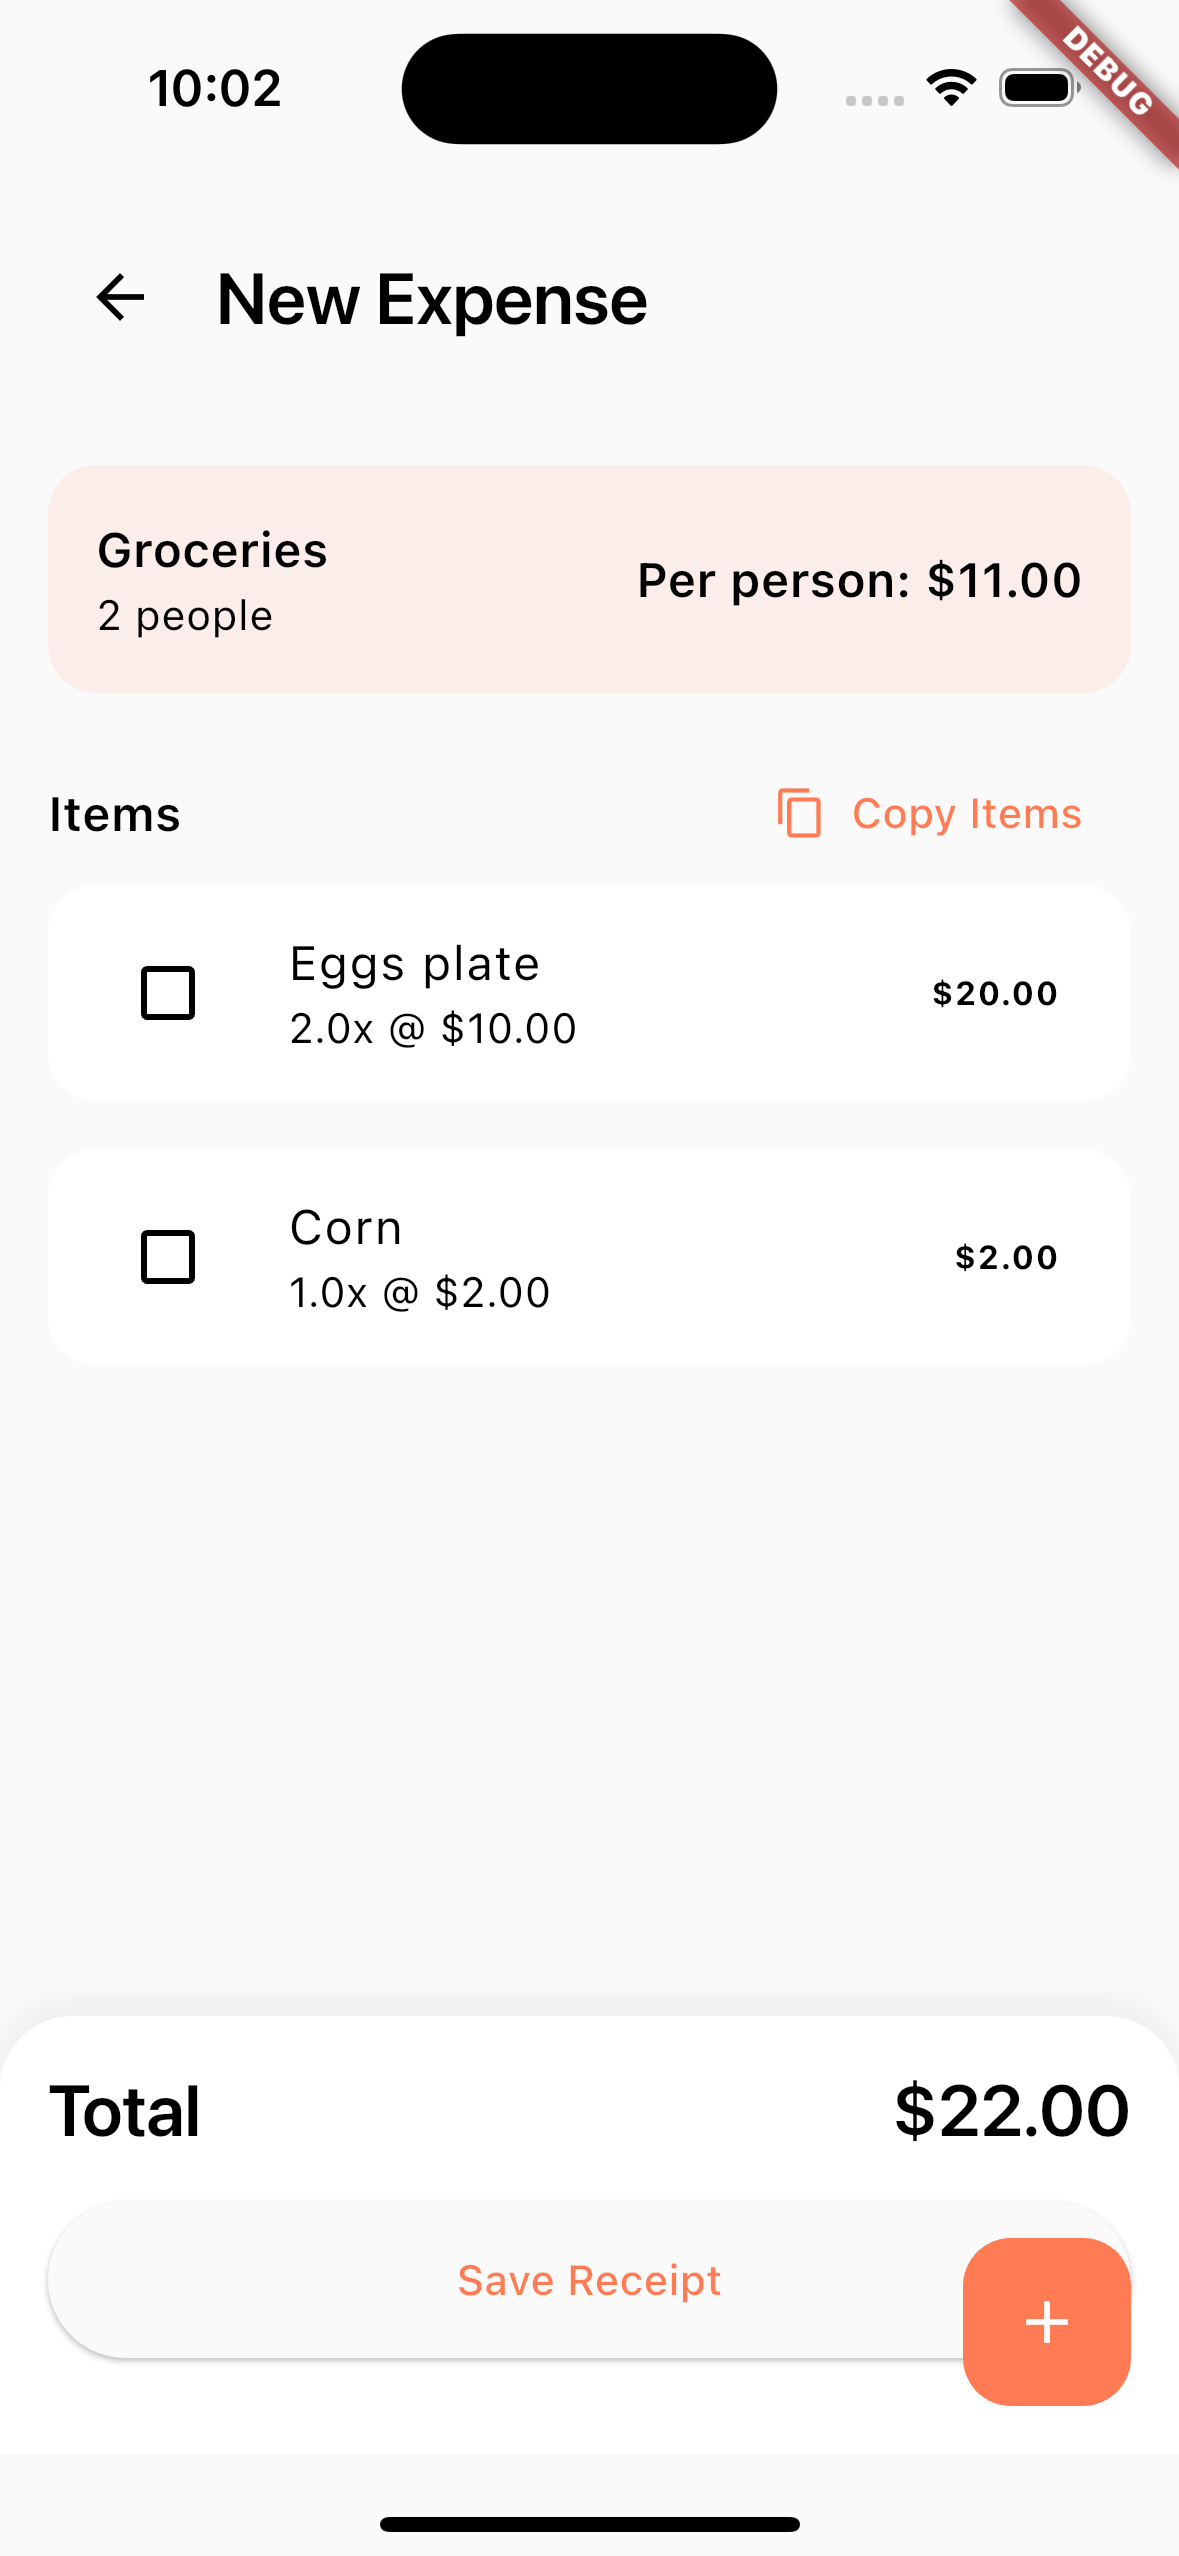 10:02
DEBUG
New Expense
Groceries
2 people
Per person: $11.00
Items
Copy Items
Eggs plate
2.0x @ $10.00
$20.00
Corn
1.0x @ $2.00
$2.00
Total
$22.00
Save Receipt
+